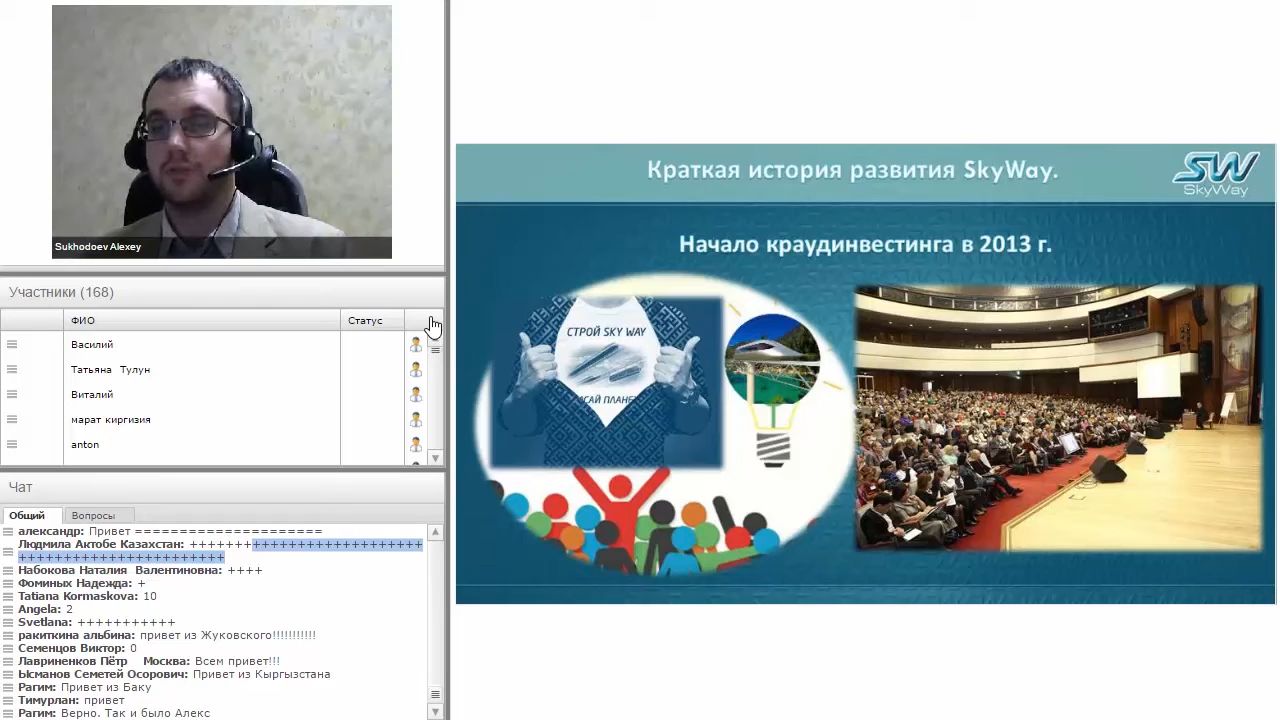 Sukhodoev Alexey
Участники (168)
ФИО
Статус
Василий
Татьяна Тулун
Виталий
марат киргизия
anton
Чат
Общий
Вопросы
александр: Привет =====================
Людмила Актобе Казахстан: ++++++++++++++++++++++++++
+++++++++++++++++++++++
Набокова Наталия Валентиновна: ++++
Фоминых Надежда: +
Tatiana Kormaskova: 10
Angela: 2
Svetlana: +++++++++++
ракиткина альбина: привет из Жуковского!!!!!!!!!!!
Семенцов Виктор: 0
Лавриненков Пётр Москва: Всем привет!!!
Ысманов Семетей Осорович: Привет из Кыргызстана
Рагим: Привет из Баку
Тимурлан: привет
Рагим: Верно. Так и было Алекс
Краткая история развития SkyWay.
SW
SkyWay
Начало краудинвестинга в 2013 г.
СТРОЙ SKY WAY
АСАЙ ПЛАНЕ